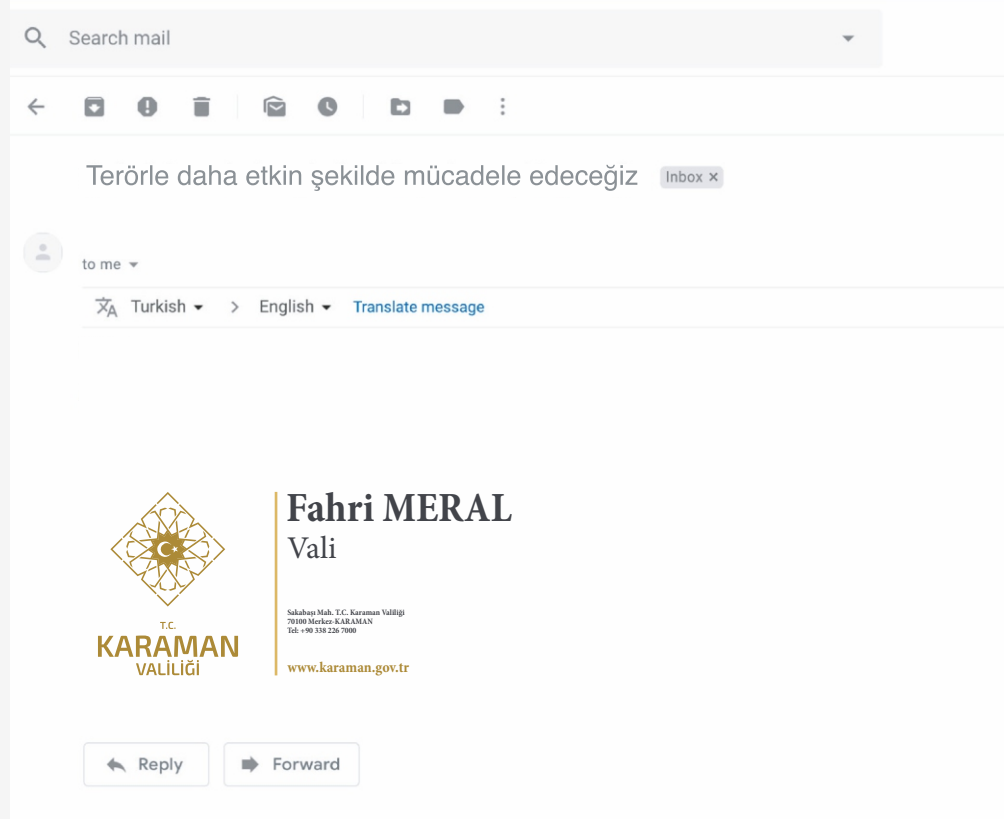 Search mail
Terörle daha etkin şekilde mücadele edeceğiz Inbox ×
to me
Turkish > English Translate message
Fahri MERAL
Vali
Sakabaşı Mah. T.C. Karaman Valiliği
70100 Merkez-KARAMAN
Tel: +90 338 226 7000
www.karaman.gov.tr
T.C.
KARAMAN
VALİLİĞİ
Reply Forward